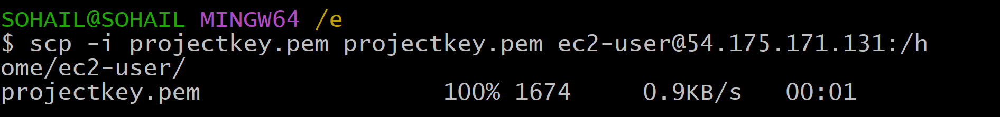 SOHAIL@SOHAIL MINGW64 /e
$ scp -i projectkey.pem projectkey.pem ec2-user@54.175.171.131:/h
ome/ec2-user/
projectkey.pem 100% 1674 0.9KB/s 00:01